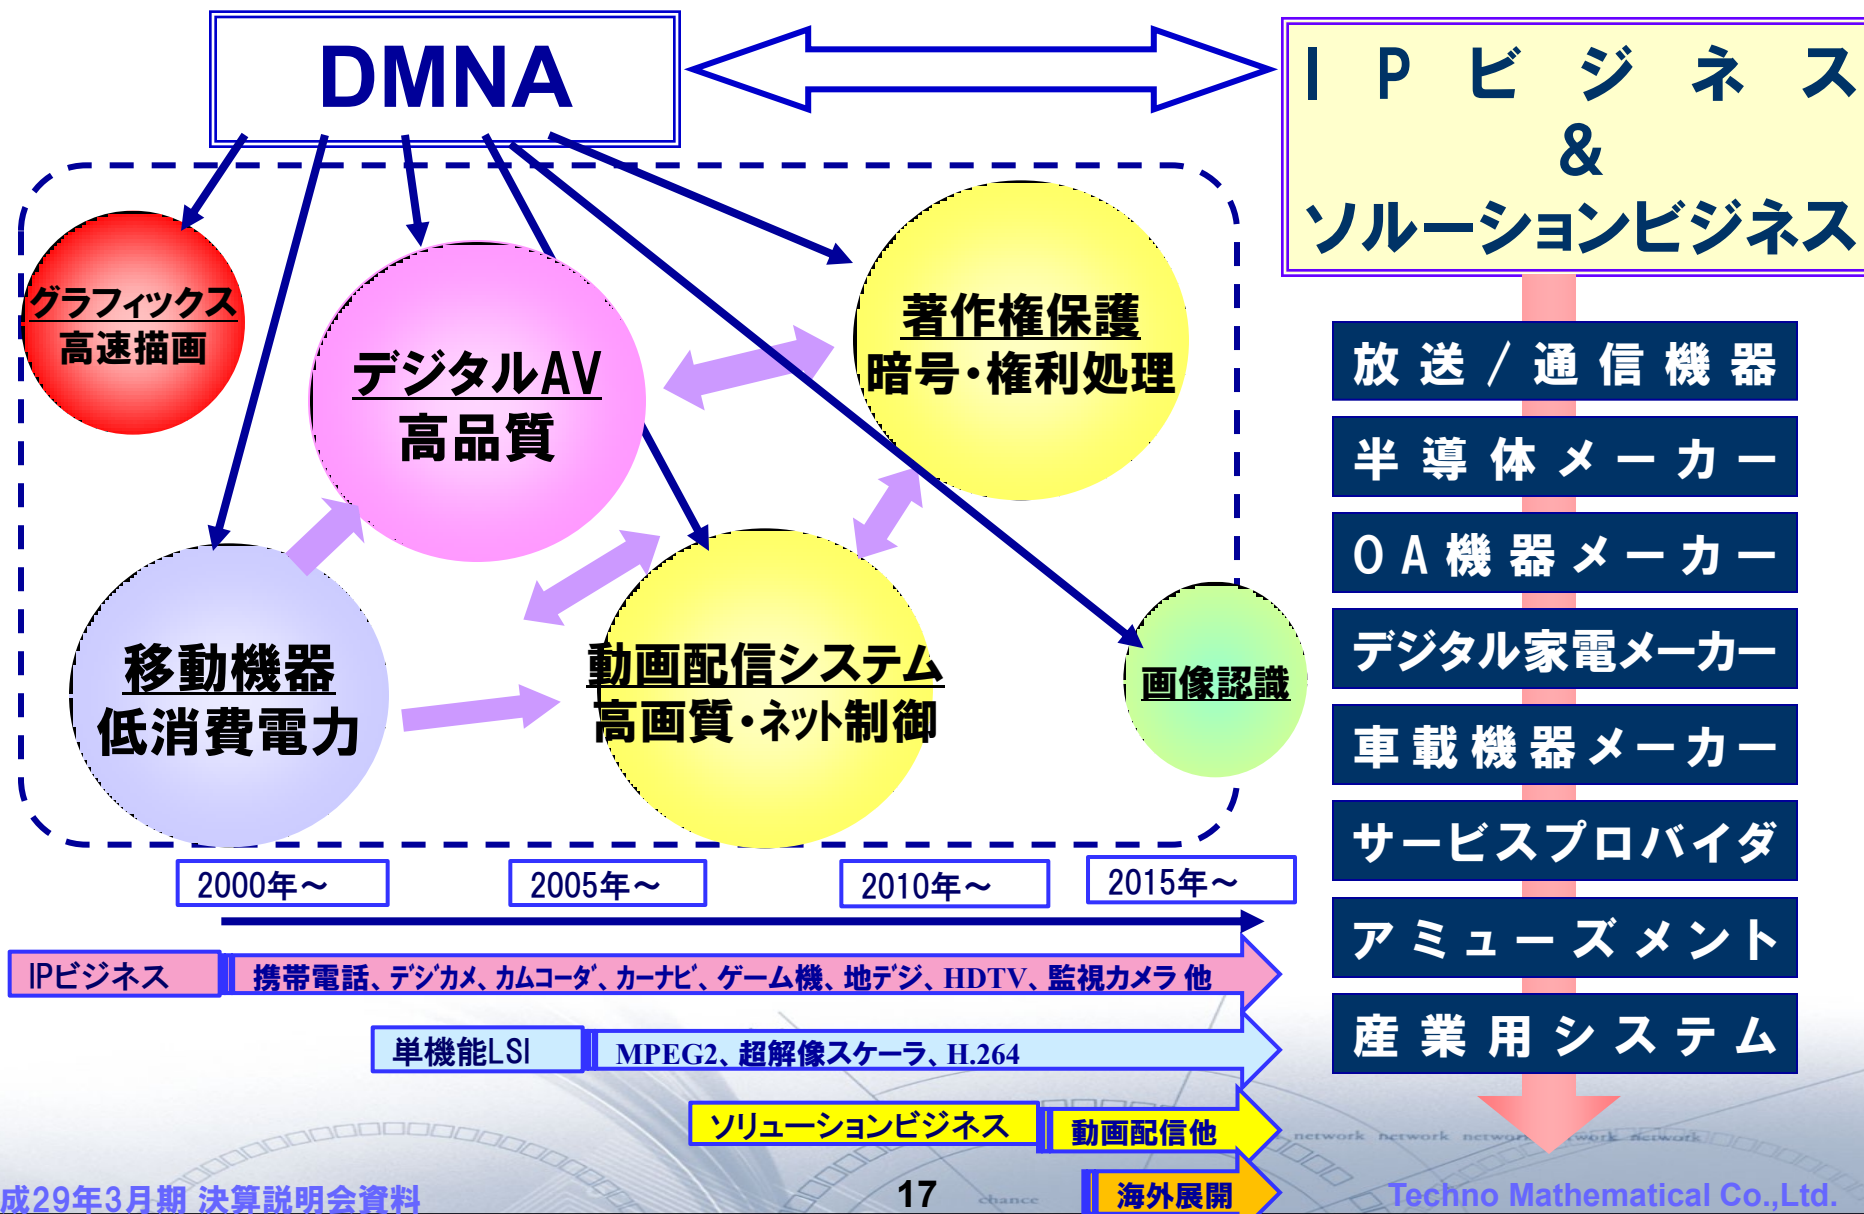 DMNA
IPビジネス
&
ソルーションビジネス
グラフィックス
高速描画
デジタルAV
高品質
著作権保護
暗号・権利処理
移動機器
低消費電力
動画配信システム
高画質・ネット制御
画像認識
放送/通信機器
半導体メーカー
OA機器メーカー
デジタル家電メーカー
車載機器メーカー
サービスプロバイダ
アミューズメント
産業用システム
2000年～
2005年～
2010年～
2015年～
IPビジネス
携帯電話、デジカメ、カムコーダ、カーナビ、ゲーム機、地デジ、HDTV、監視カメラ 他
単機能LSI
MPEG2、超解像スケーラ、H.264
ソリューションビジネス
動画配信他
海外展開
network network network network network
chance
成29年3月期 決算説明会資料
17
Techno Mathematical Co.,Ltd.